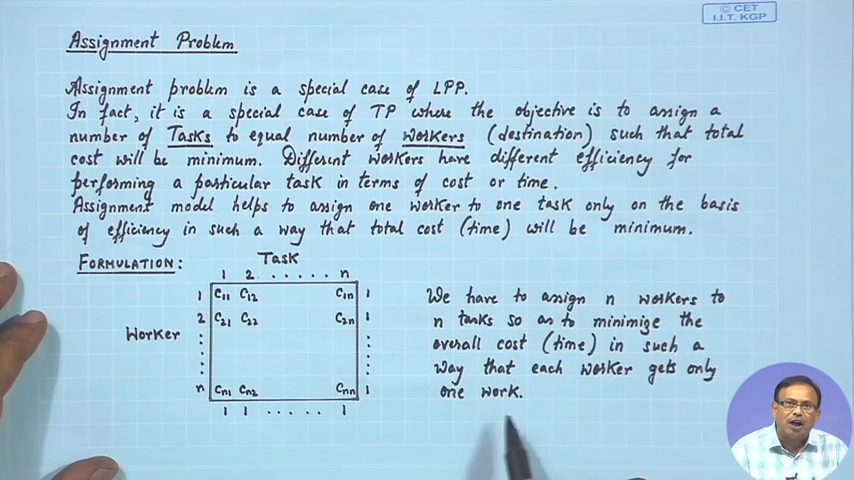 © CET
I.I.T. KGP
Assignment Problem
Assignment problem is a special case of LPP.
In fact, it is a special case of TP where the objective is to assign a
number of Tasks to equal number of workers (destination) such that total
cost will be minimum. Different workers have different efficiency for
performing a particular task in terms of cost or time.
Assignment model helps to assign one worker to one task only on the basis
of efficiency in such a way that total cost (time) will be minimum.
FORMULATION:
Task
1 2 ...... n
1 C11 C12 C1n 1
2 C21 C22 C2n 1
Worker
n Cn1 Cn2 Cnn 1
1 1 ..... 1
We have to assign n workers to
n tasks so as to minimize the
overall cost (time) in such a
way that each worker gets only
one work.